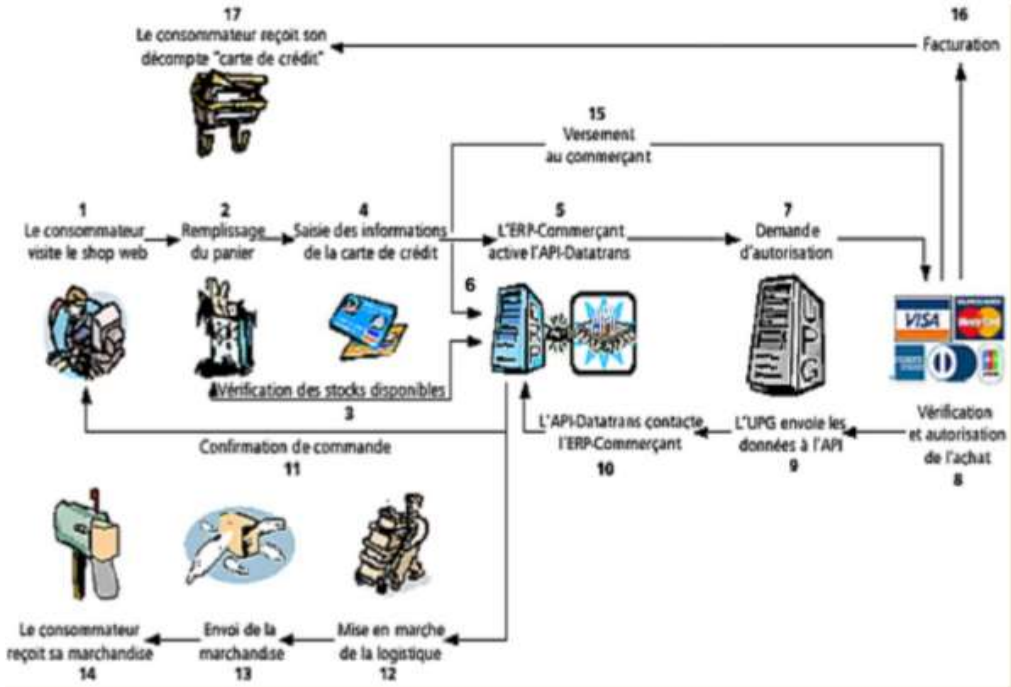 17
Le consommateur reçoit son
décompte "carte de crédit"
16
Facturation
15
Versement
au commerçant
1
Le consommateur
visite le shop web
2
Remplissage
du panier
4
Saisie des informations
de la carte de crédit
5
L'ERP-Commerçant
active l'API-Datatrans
7
Demande
d'autorisation
6
ERP
UPG
VISA
MasterCard
JCB
Vérification des stocks disponibles
3
L'API-Datatrans contacte
l'ERP-Commerçant
10
L'UPG envoie les
données à l'API
9
Vérification
et autorisation
de l'achat
8
Confirmation de commande
11
Le consommateur
reçoit sa marchandise
14
Envoi de la
marchandise
13
Mise en marche
de la logistique
12